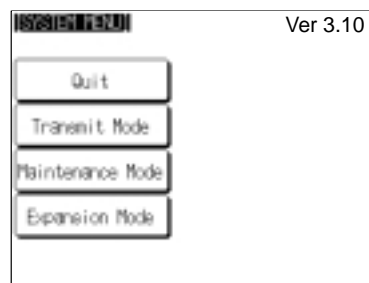 [SYSTEM MENU]
Ver 3.10
Quit
Transmit Mode
Maintenance Mode
Expansion Mode